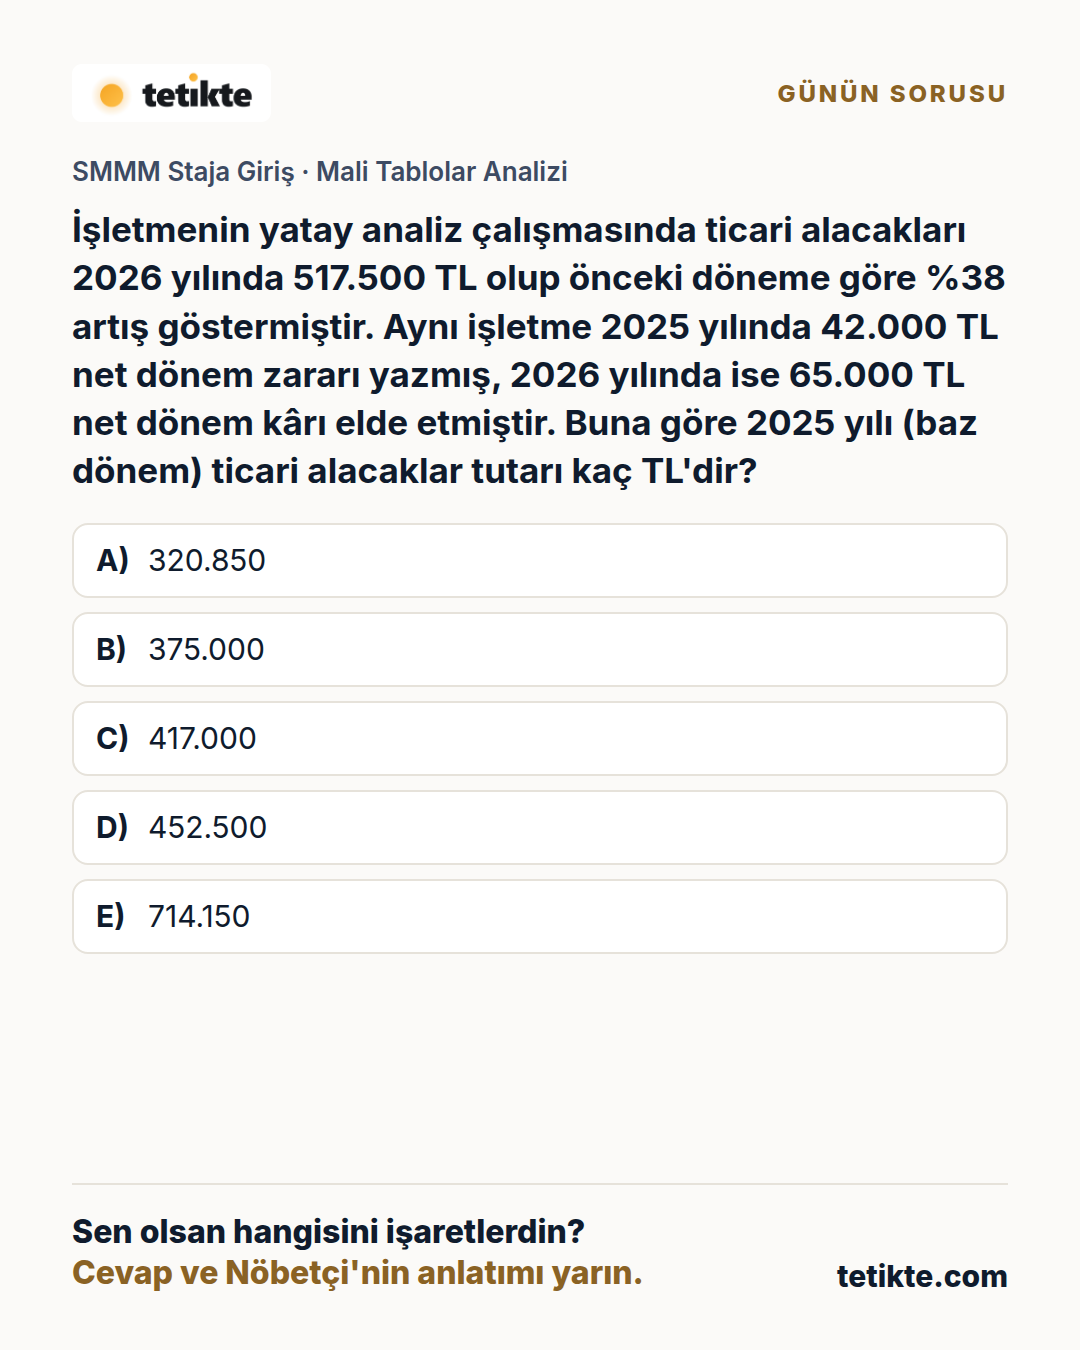 tetikte
GÜNÜN SORUSU
SMMM Staja Giriş · Mali Tablolar Analizi
İşletmenin yatay analiz çalışmasında ticari alacakları
2026 yılında 517.500 TL olup önceki döneme göre %38
artış göstermiştir. Aynı işletme 2025 yılında 42.000 TL
net dönem zararı yazmış, 2026 yılında ise 65.000 TL
net dönem kârı elde etmiştir. Buna göre 2025 yılı (baz
dönem) ticari alacaklar tutarı kaç TL'dir?
A) 320.850
B) 375.000
C) 417.000
D) 452.500
E) 714.150
Sen olsan hangisini işaretlerdin?
Cevap ve Nöbetçi'nin anlatımı yarın.
tetikte.com